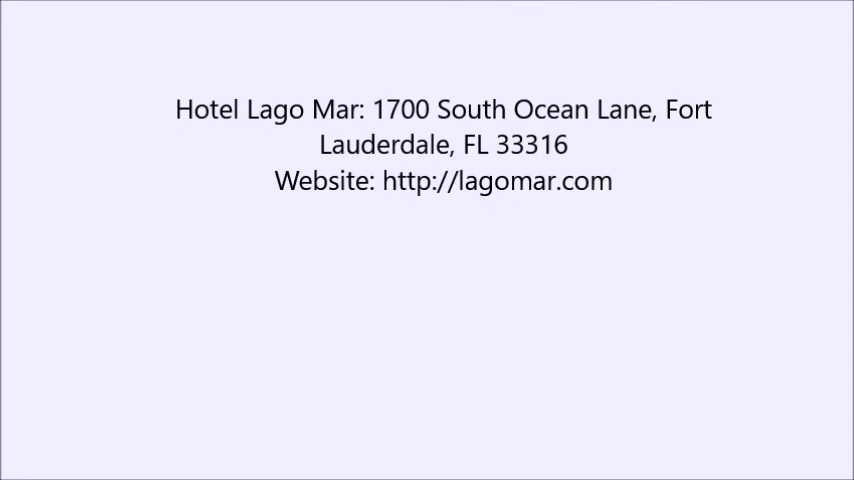 Hotel Lago Mar: 1700 South Ocean Lane, Fort
Lauderdale, FL 33316
Website: http://lagomar.com